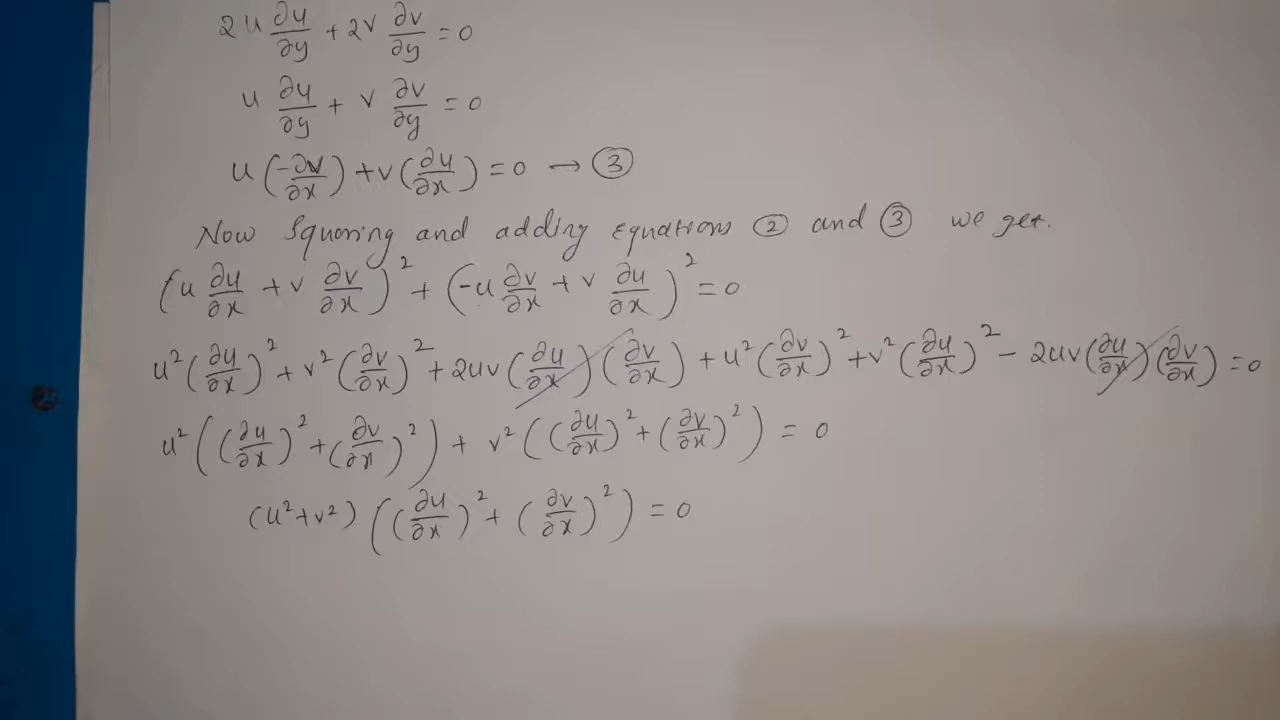 2u ∂u/∂y + 2v ∂v/∂y = 0
u ∂u/∂y + v ∂v/∂y = 0
u(-∂v/∂x) + v(∂u/∂x) = 0 → ③
Now Squaring and adding equations ② and ③ we get.
(u ∂u/∂x + v ∂v/∂x)² + (-u ∂v/∂x + v ∂u/∂x)² = 0
u²(∂u/∂x)² + v²(∂v/∂x)² + 2uv(∂u/∂x)(∂v/∂x) + u²(∂v/∂x)² + v²(∂u/∂x)² - 2uv(∂u/∂x)(∂v/∂x) = 0
u²((∂u/∂x)² + (∂v/∂x)²) + v²((∂u/∂x)² + (∂v/∂x)²) = 0
(u²+v²)((∂u/∂x)² + (∂v/∂x)²) = 0